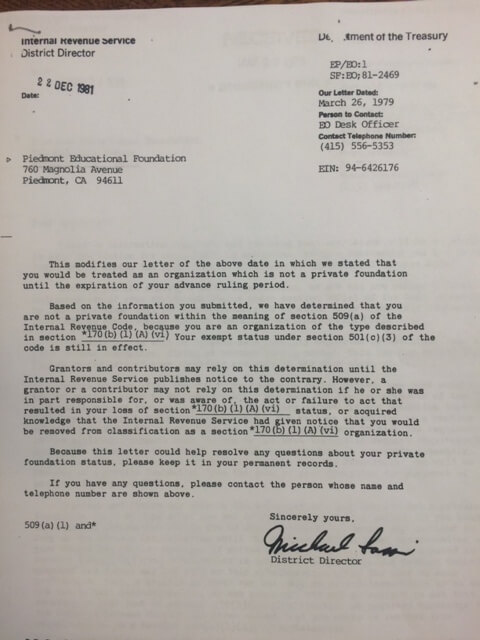 Internal Revenue Service
District Director
Department of the Treasury
22 DEC 1981
Date:
EP/EO:1
SF:EO;81-2469
Our Letter Dated:
March 26, 1979
Person to Contact:
EO Desk Officer
Contact Telephone Number:
(415) 556-5353
EIN: 94-6426176
Piedmont Educational Foundation
760 Magnolia Avenue
Piedmont, CA 94611
This modifies our letter of the above date in which we stated that
you would be treated as an organization which is not a private foundation
until the expiration of your advance ruling period.
Based on the information you submitted, we have determined that you
are not a private foundation within the meaning of section 509(a) of the
Internal Revenue Code, because you are an organization of the type described
in section *170(b)(1)(A)(vi) Your exempt status under section 501(c)(3) of the
code is still in effect.
Grantors and contributors may rely on this determination until the
Internal Revenue Service publishes notice to the contrary. However, a
grantor or a contributor may not rely on this determination if he or she was
in part responsible for, or was aware of, the act or failure to act that
resulted in your loss of section *170(b)(1)(A)(vi) status, or acquired
knowledge that the Internal Revenue Service had given notice that you would
be removed from classification as a section *170(b)(1)(A)(vi) organization.
Because this letter could help resolve any questions about your private
foundation status, please keep it in your permanent records.
If you have any questions, please contact the person whose name and
telephone number are shown above.
Sincerely yours,
509(a)(1) and*
Michael
District Director